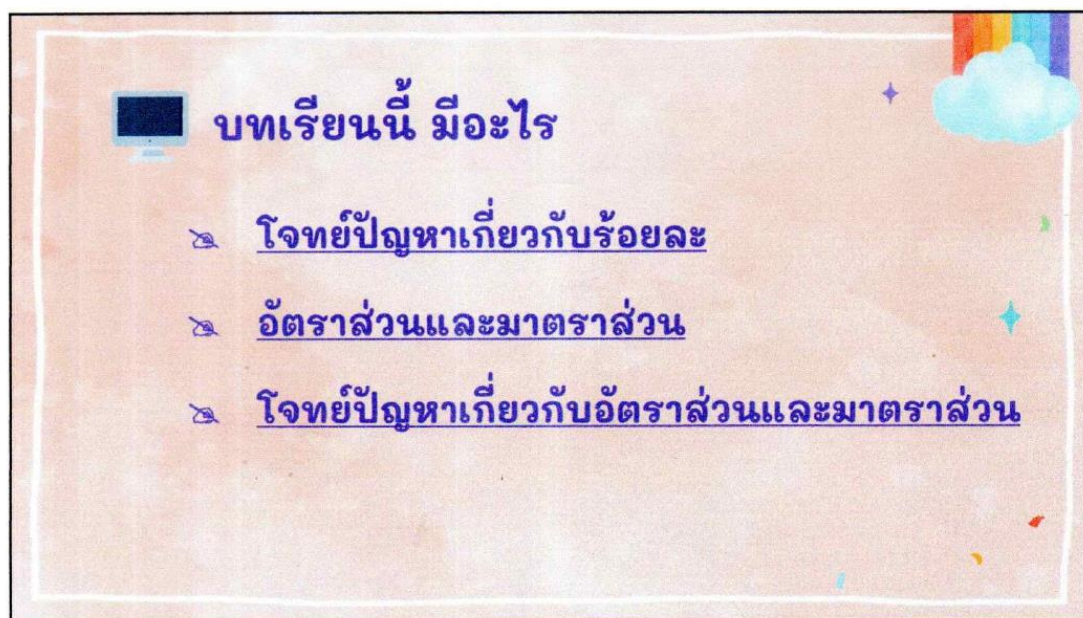 บทเรียนนี้ มีอะไร
โจทย์ปัญหาเกี่ยวกับร้อยละ
อัตราส่วนและมาตราส่วน
โจทย์ปัญหาเกี่ยวกับอัตราส่วนและมาตราส่วน